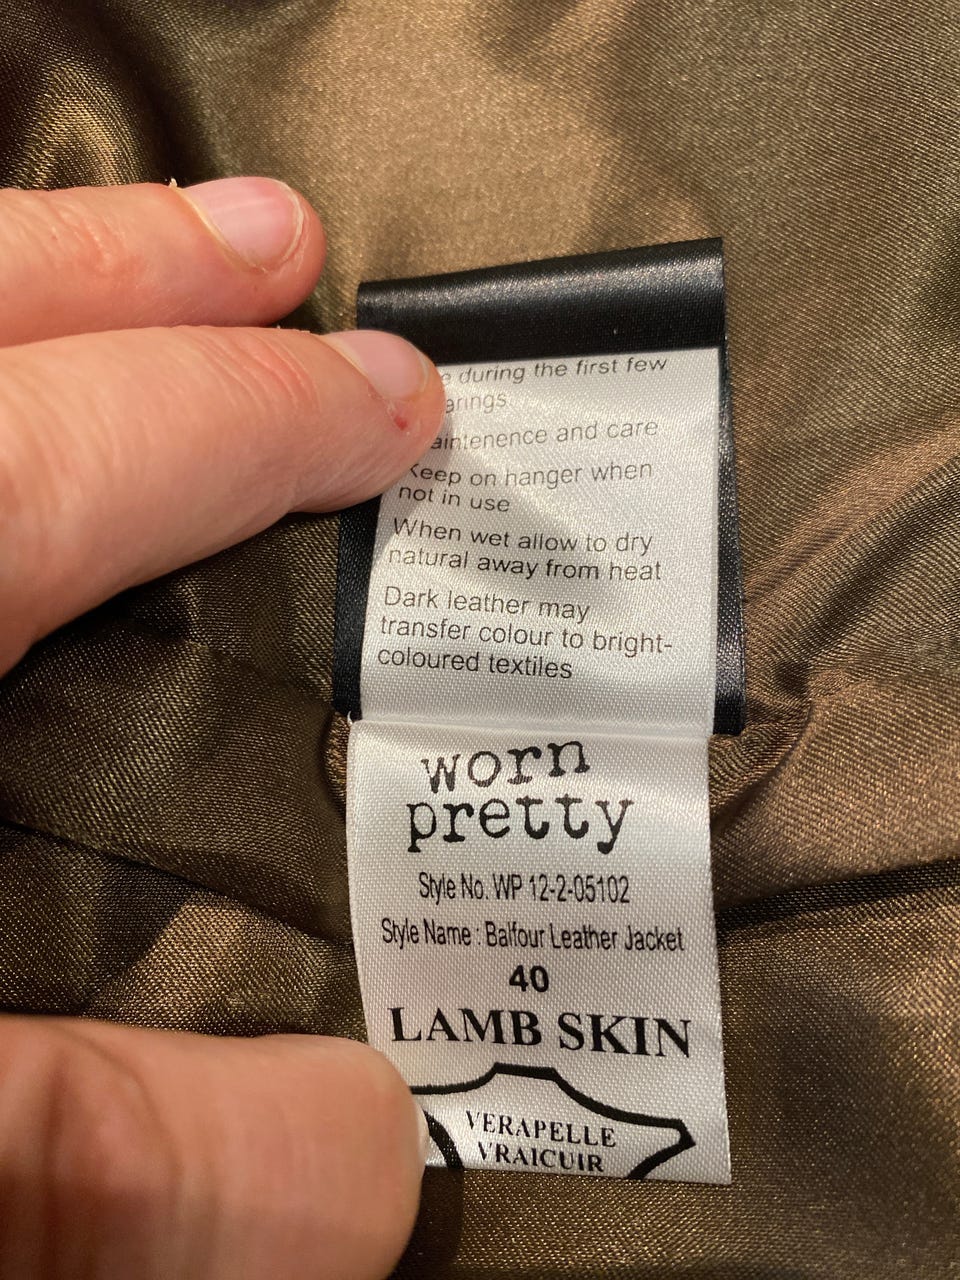 during the first few
Keep on hanger when
not in use
When wet allow to dry
natural away from heat
Dark leather may
transfer colour to bright-
coloured textiles
worn
pretty
Style No. WP 12-2-05102
Style Name : Balfour Leather Jacket
40
LAMB SKIN
VERAPELLE
VRAICUIR